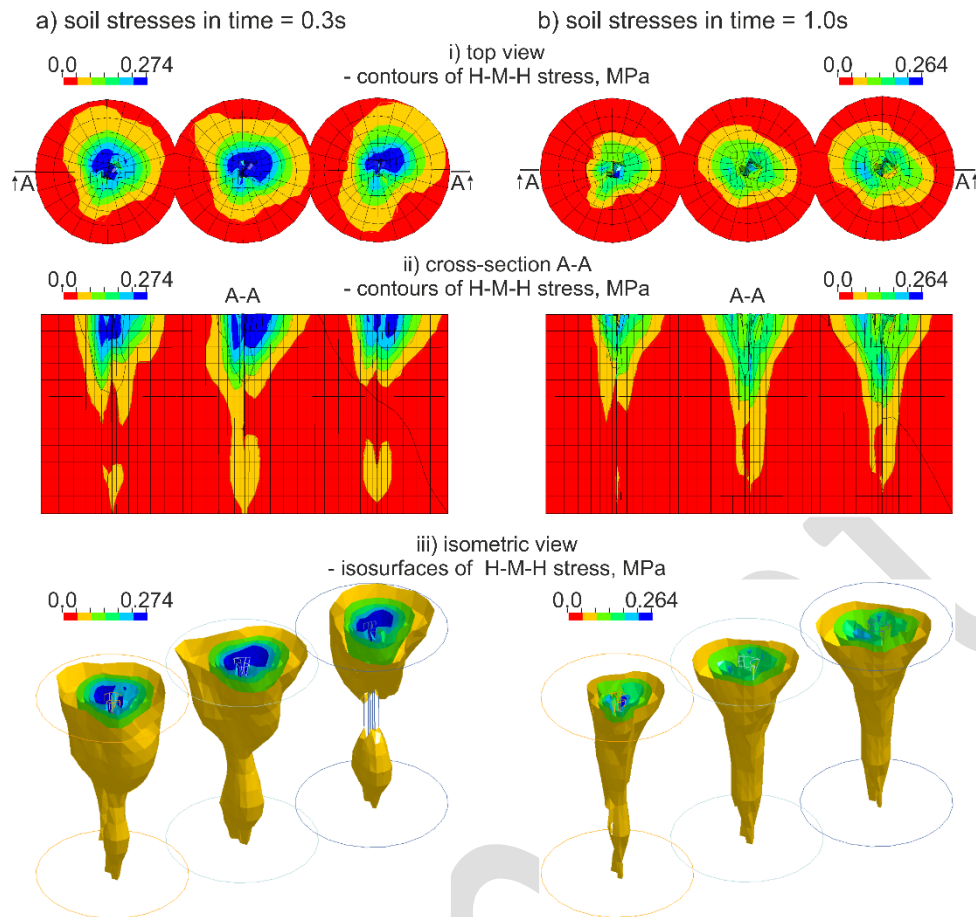 a) soil stresses in time = 0.3s
b) soil stresses in time = 1.0s
i) top view
- contours of H-M-H stress, MPa
0.0 0.274
0.0 0.264
↑A A↑
↑A A↑
ii) cross-section A-A
- contours of H-M-H stress, MPa
0.0 0.274
0.0 0.264
A-A
A-A
iii) isometric view
- isosurfaces of H-M-H stress, MPa
0.0 0.274
0.0 0.264